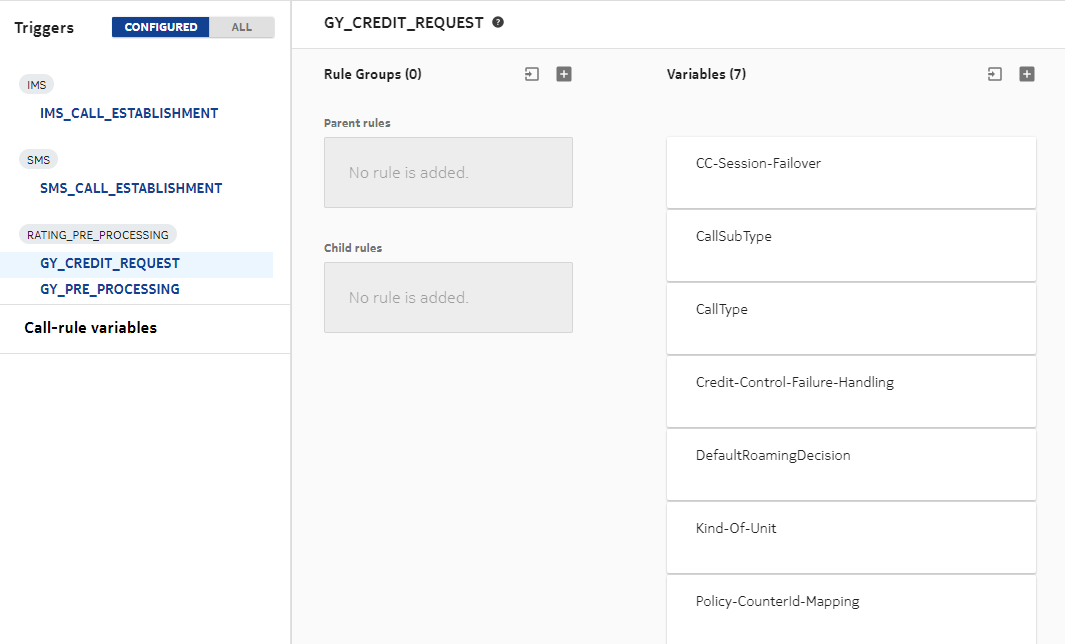 Triggers
CONFIGURED
ALL
IMS
IMS_CALL_ESTABLISHMENT
SMS
SMS_CALL_ESTABLISHMENT
RATING_PRE_PROCESSING
GY_CREDIT_REQUEST
GY_PRE_PROCESSING
Call-rule variables
GY_CREDIT_REQUEST ?
Rule Groups (0)
Parent rules
No rule is added.
Child rules
No rule is added.
Variables (7)
CC-Session-Failover
CallSubType
CallType
Credit-Control-Failure-Handling
DefaultRoamingDecision
Kind-Of-Unit
Policy-CounterId-Mapping